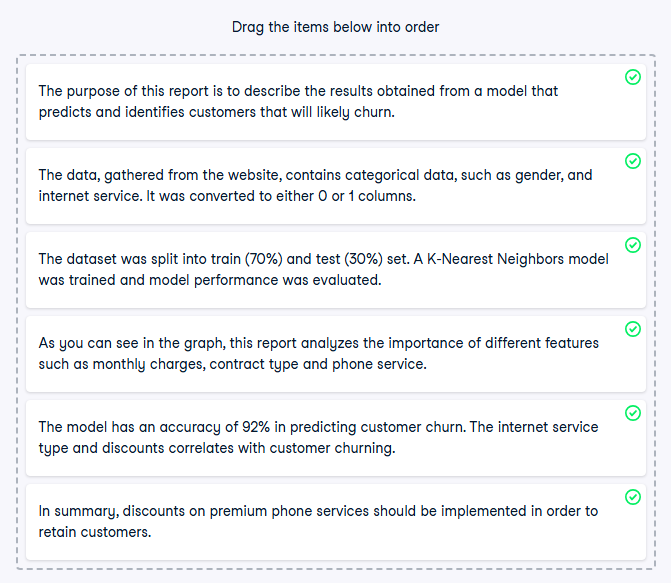 Drag the items below into order
The purpose of this report is to describe the results obtained from a model that
predicts and identifies customers that will likely churn.
The data, gathered from the website, contains categorical data, such as gender, and
internet service. It was converted to either 0 or 1 columns.
The dataset was split into train (70%) and test (30%) set. A K-Nearest Neighbors model
was trained and model performance was evaluated.
As you can see in the graph, this report analyzes the importance of different features
such as monthly charges, contract type and phone service.
The model has an accuracy of 92% in predicting customer churn. The internet service
type and discounts correlates with customer churning.
In summary, discounts on premium phone services should be implemented in order to
retain customers.